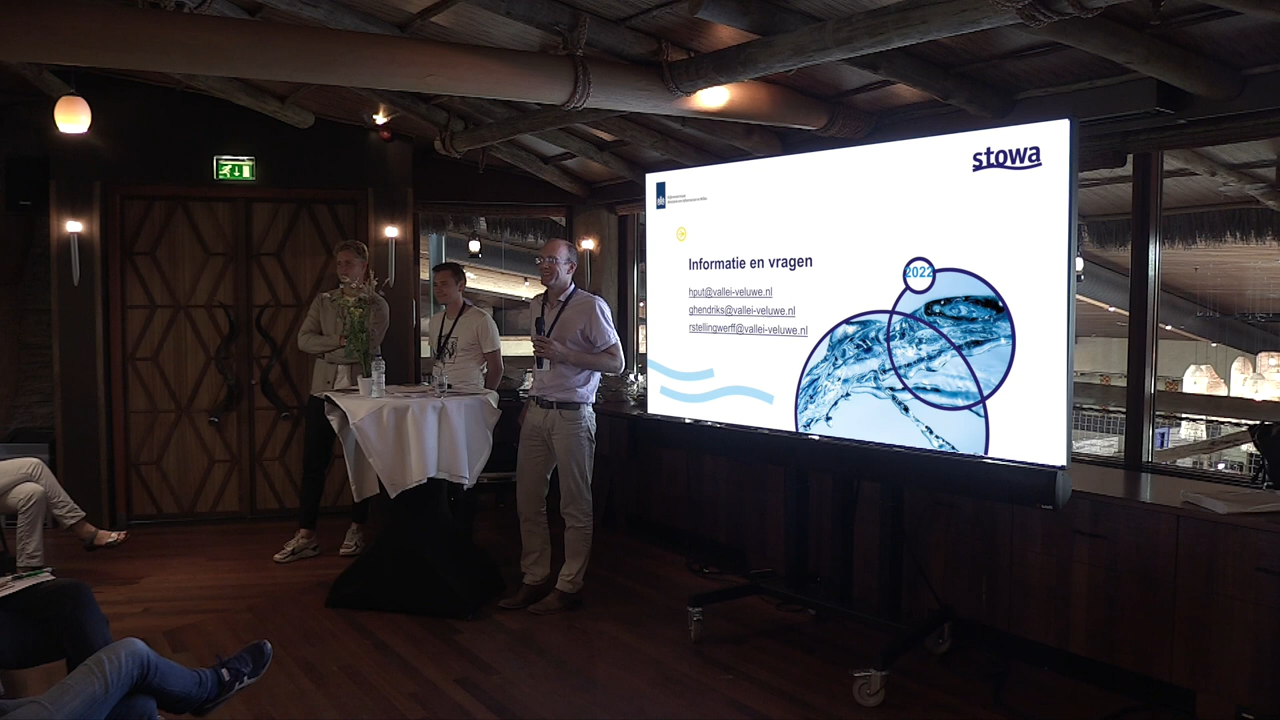 stowa
Informatie en vragen
2022
hput@vallei-veluwe.nl
ghendriks@vallei-veluwe.nl
rstellingwerff@vallei-veluwe.nl